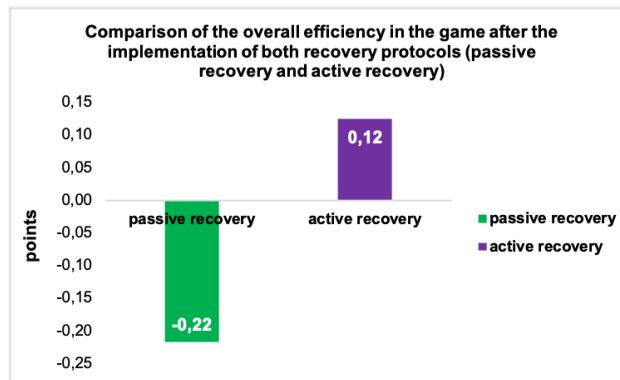 Comparison of the overall efficiency in the game after the
implementation of both recovery protocols (passive
recovery and active recovery)
0,15
0,10
0,05
0,00
-0,05
-0,10
-0,15
-0,20
-0,25
points
0,12
passive recovery
active recovery
-0,22
passive recovery
active recovery